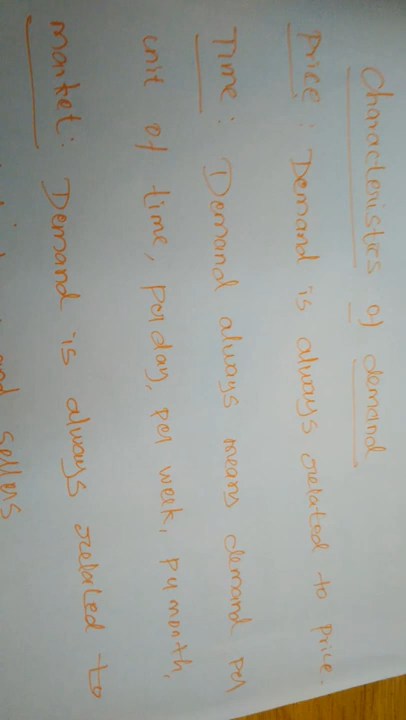 Characteristics of demand
Price : Demand is always related to price.
Time : Demand always means demand per
unit of time, per day, per week, per month.
market : Demand is always related to
and sellers